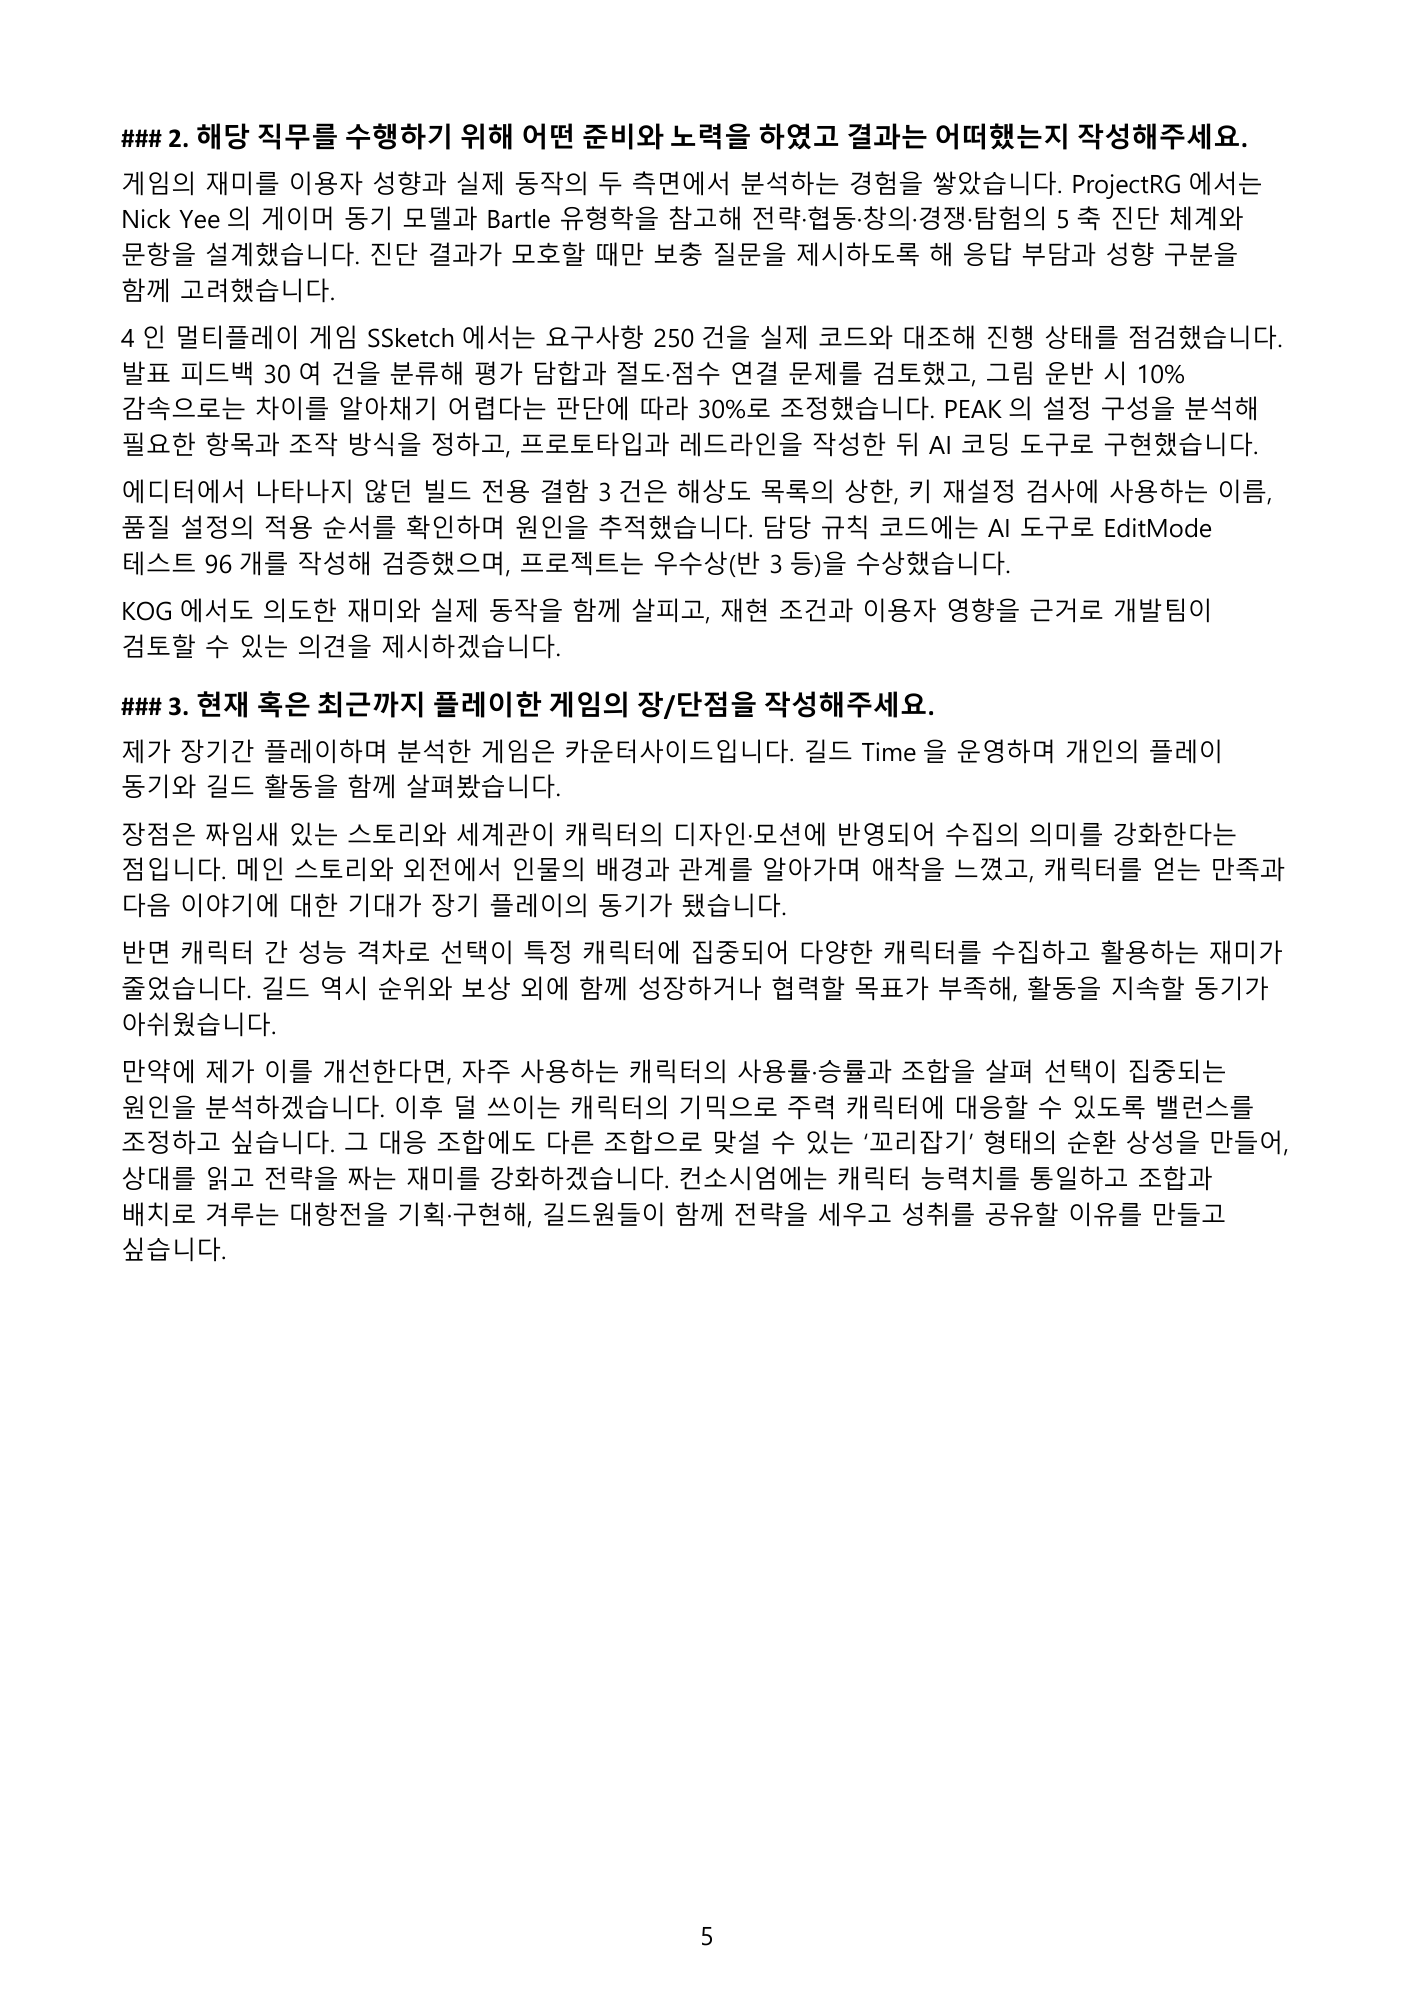 ### 2. 해당 직무를 수행하기 위해 어떤 준비와 노력을 하였고 결과는 어떠했는지 작성해주세요.
게임의 재미를 이용자 성향과 실제 동작의 두 측면에서 분석하는 경험을 쌓았습니다. ProjectRG 에서는
Nick Yee 의 게이머 동기 모델과 Bartle 유형학을 참고해 전략·협동·창의·경쟁·탐험의 5 축 진단 체계와
문항을 설계했습니다. 진단 결과가 모호할 때만 보충 질문을 제시하도록 해 응답 부담과 성향 구분을
함께 고려했습니다.
4 인 멀티플레이 게임 SSketch 에서는 요구사항 250 건을 실제 코드와 대조해 진행 상태를 점검했습니다.
발표 피드백 30 여 건을 분류해 평가 담합과 절도·점수 연결 문제를 검토했고, 그림 운반 시 10%
감속으로는 차이를 알아채기 어렵다는 판단에 따라 30%로 조정했습니다. PEAK 의 설정 구성을 분석해
필요한 항목과 조작 방식을 정하고, 프로토타입과 레드라인을 작성한 뒤 AI 코딩 도구로 구현했습니다.
에디터에서 나타나지 않던 빌드 전용 결함 3 건은 해상도 목록의 상한, 키 재설정 검사에 사용하는 이름,
품질 설정의 적용 순서를 확인하며 원인을 추적했습니다. 담당 규칙 코드에는 AI 도구로 EditMode
테스트 96 개를 작성해 검증했으며, 프로젝트는 우수상(반 3 등)을 수상했습니다.
KOG 에서도 의도한 재미와 실제 동작을 함께 살피고, 재현 조건과 이용자 영향을 근거로 개발팀이
검토할 수 있는 의견을 제시하겠습니다.
### 3. 현재 혹은 최근까지 플레이한 게임의 장/단점을 작성해주세요.
제가 장기간 플레이하며 분석한 게임은 카운터사이드입니다. 길드 Time 을 운영하며 개인의 플레이
동기와 길드 활동을 함께 살펴봤습니다.
장점은 짜임새 있는 스토리와 세계관이 캐릭터의 디자인·모션에 반영되어 수집의 의미를 강화한다는
점입니다. 메인 스토리와 외전에서 인물의 배경과 관계를 알아가며 애착을 느꼈고, 캐릭터를 얻는 만족과
다음 이야기에 대한 기대가 장기 플레이의 동기가 됐습니다.
반면 캐릭터 간 성능 격차로 선택이 특정 캐릭터에 집중되어 다양한 캐릭터를 수집하고 활용하는 재미가
줄었습니다. 길드 역시 순위와 보상 외에 함께 성장하거나 협력할 목표가 부족해, 활동을 지속할 동기가
아쉬웠습니다.
만약에 제가 이를 개선한다면, 자주 사용하는 캐릭터의 사용률·승률과 조합을 살펴 선택이 집중되는
원인을 분석하겠습니다. 이후 덜 쓰이는 캐릭터의 기믹으로 주력 캐릭터에 대응할 수 있도록 밸런스를
조정하고 싶습니다. 그 대응 조합에도 다른 조합으로 맞설 수 있는 ‘꼬리잡기’ 형태의 순환 상성을 만들어,
상대를 읽고 전략을 짜는 재미를 강화하겠습니다. 컨소시엄에는 캐릭터 능력치를 통일하고 조합과
배치로 겨루는 대항전을 기획·구현해, 길드원들이 함께 전략을 세우고 성취를 공유할 이유를 만들고
싶습니다.
5